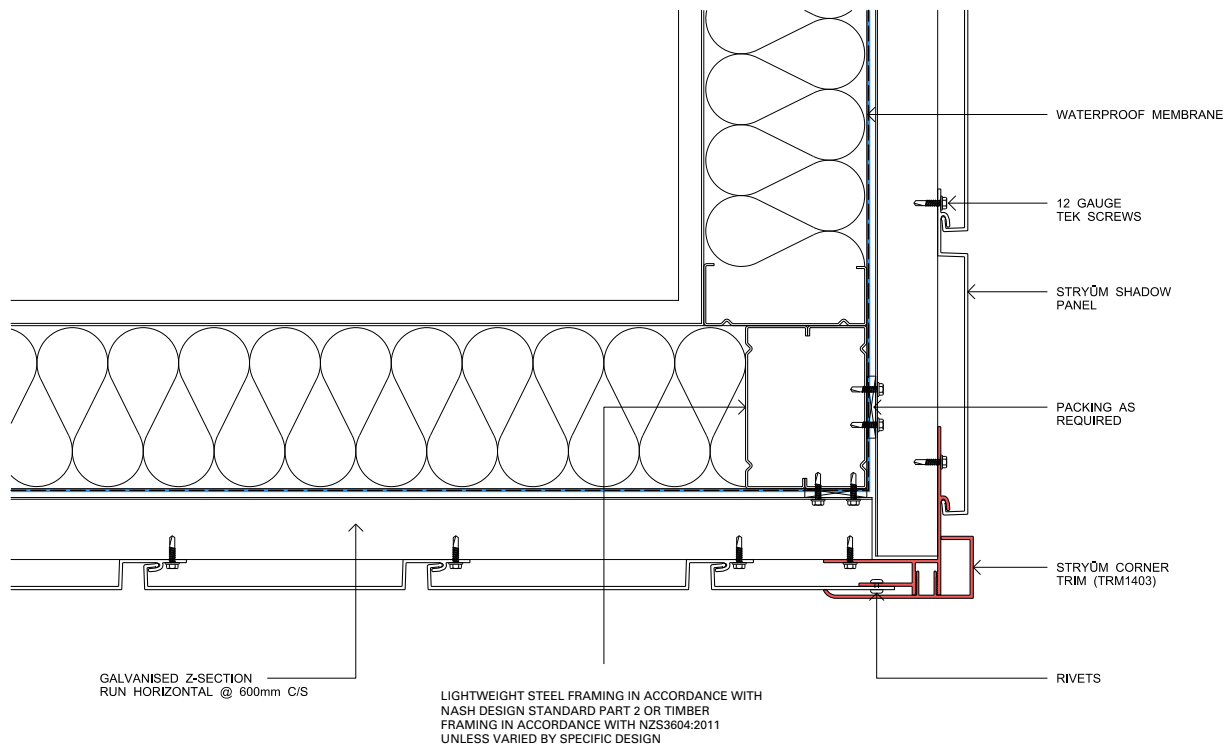 WATERPROOF MEMBRANE
12 GAUGE
TEK SCREWS
STRYŪM SHADOW
PANEL
PACKING AS
REQUIRED
STRYŪM CORNER
TRIM (TRM1403)
RIVETS
GALVANISED Z-SECTION
RUN HORIZONTAL @ 600mm C/S
LIGHTWEIGHT STEEL FRAMING IN ACCORDANCE WITH
NASH DESIGN STANDARD PART 2 OR TIMBER
FRAMING IN ACCORDANCE WITH NZS3604:2011
UNLESS VARIED BY SPECIFIC DESIGN